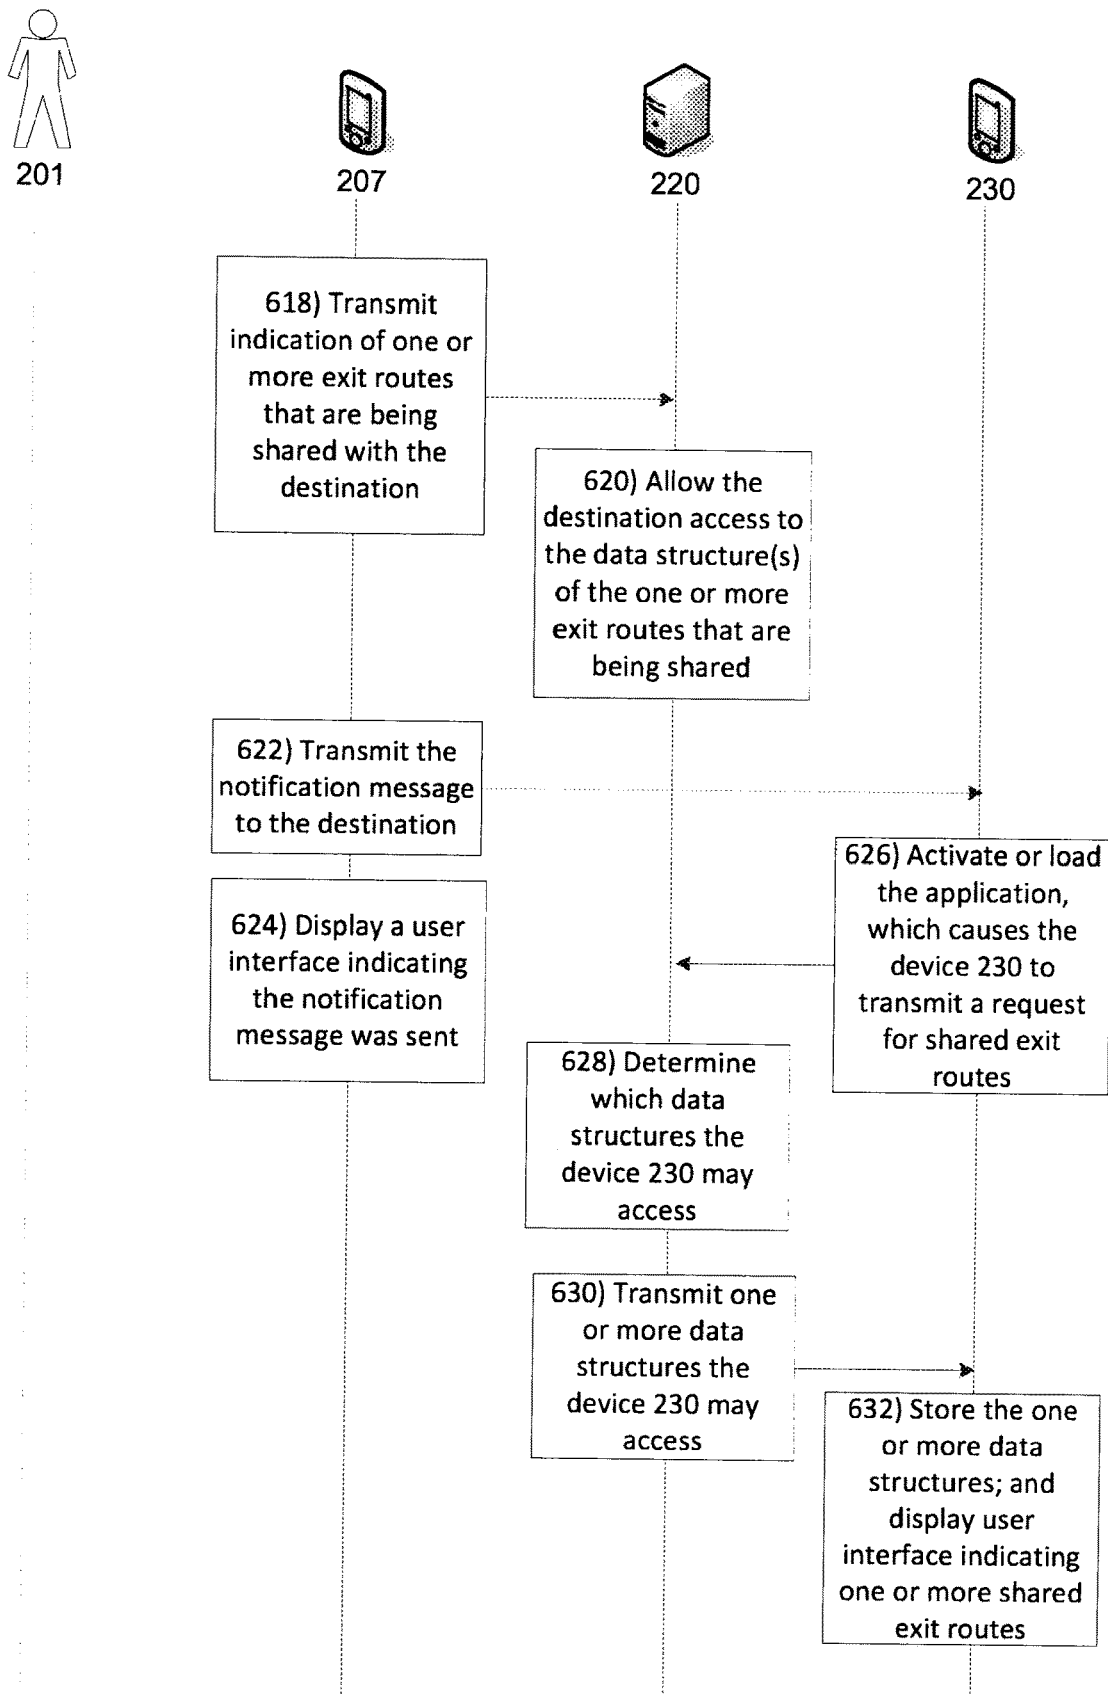 201
207
220
230
618) Transmit
indication of one or
more exit routes
that are being
shared with the
destination
620) Allow the
destination access to
the data structure(s)
of the one or more
exit routes that are
being shared
622) Transmit the
notification message
to the destination
624) Display a user
interface indicating
the notification
message was sent
626) Activate or load
the application,
which causes the
device 230 to
transmit a request
for shared exit
routes
628) Determine
which data
structures the
device 230 may
access
630) Transmit one
or more data
structures the
device 230 may
access
632) Store the one
or more data
structures; and
display user
interface indicating
one or more shared
exit routes